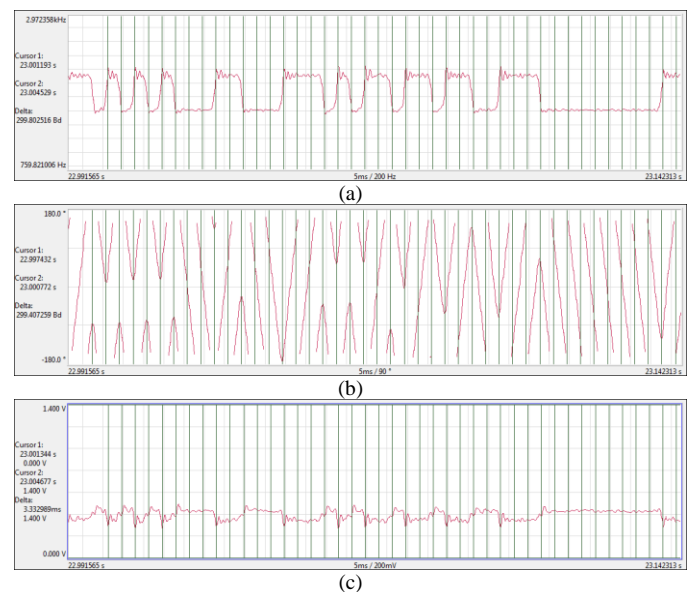 2.972358kHz
Cursor 1:
23.001193 s
Cursor 2:
23.004529 s
Delta:
299.802516 Bd
759.821006 Hz
22.991565 s
5ms / 200 Hz
23.142313 s
(a)
180.0 °
Cursor 1:
22.997432 s
Cursor 2:
23.000772 s
Delta:
299.407259 Bd
-180.0 °
22.991565 s
5ms / 90 °
23.142313 s
(b)
1.400 V
Cursor 1:
23.001344 s
0.000 V
Cursor 2:
23.004677 s
1.400 V
Delta:
3.332989ms
1.400 V
0.000 V
22.991565 s
5ms / 200mV
23.142313 s
(c)